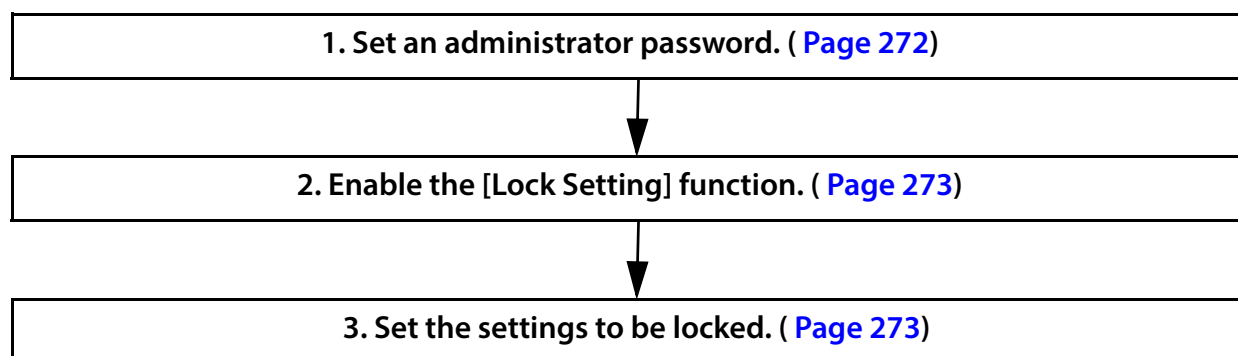 1. Set an administrator password. ( Page 272)
2. Enable the [Lock Setting] function. ( Page 273)
3. Set the settings to be locked. ( Page 273)